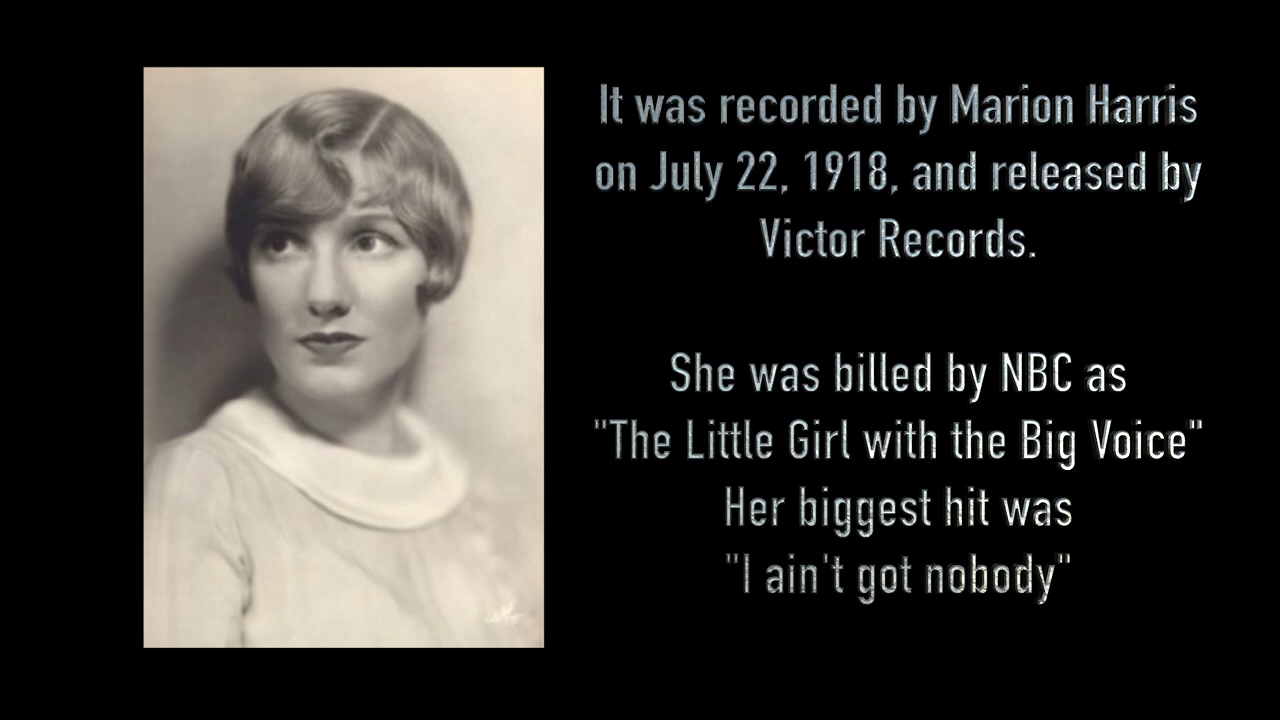 It was recorded by Marion Harris
on July 22, 1918, and released by
Victor Records.
She was billed by NBC as
"The Little Girl with the Big Voice"
Her biggest hit was
"I ain't got nobody"